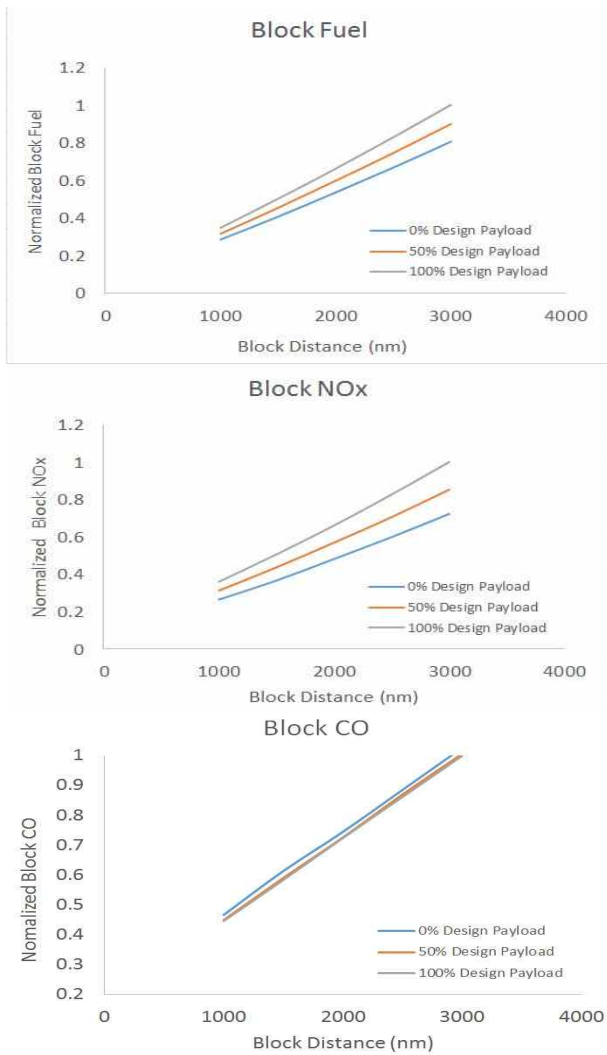 Block Fuel
1.2
1
0.8
0.6
0.4
0.2
0
Normalized Block Fuel
0% Design Payload
50% Design Payload
100% Design Payload
0 1000 2000 3000 4000
Block Distance (nm)
Block NOx
1.2
1
0.8
0.6
0.4
0.2
0
Normalized Block NOx
0% Design Payload
50% Design Payload
100% Design Payload
0 1000 2000 3000 4000
Block Distance (nm)
Block CO
1
0.9
0.8
0.7
0.6
0.5
0.4
0.3
0.2
Nomalized Block CO
0% Design Payload
50% Design Payload
100% Design Payload
0 1000 2000 3000 4000
Block Distance (nm)